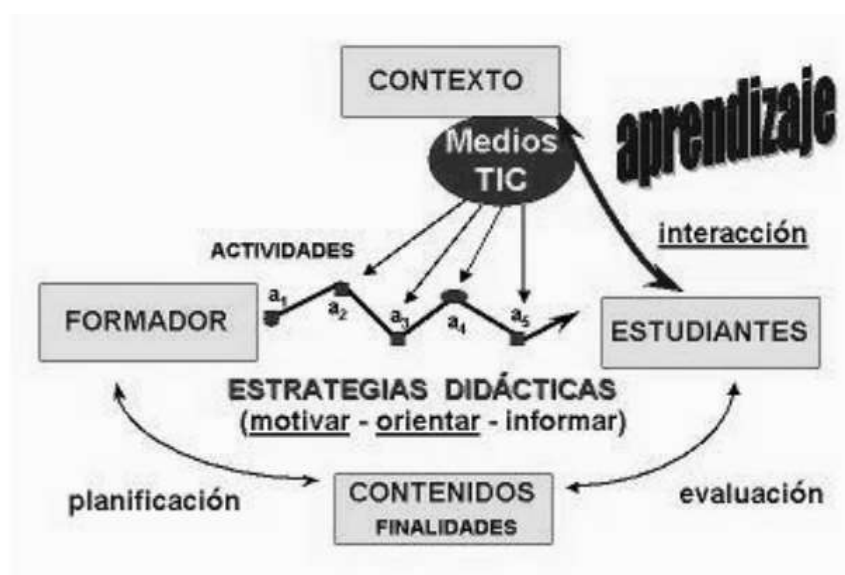 CONTEXTO
aprendizaje
Medios
TIC
interacción
ACTIVIDADES
a1
a2
a3
a4
a5
FORMADOR
ESTUDIANTES
ESTRATEGIAS DIDÁCTICAS
(motivar - orientar - informar)
planificación
CONTENIDOS
FINALIDADES
evaluación